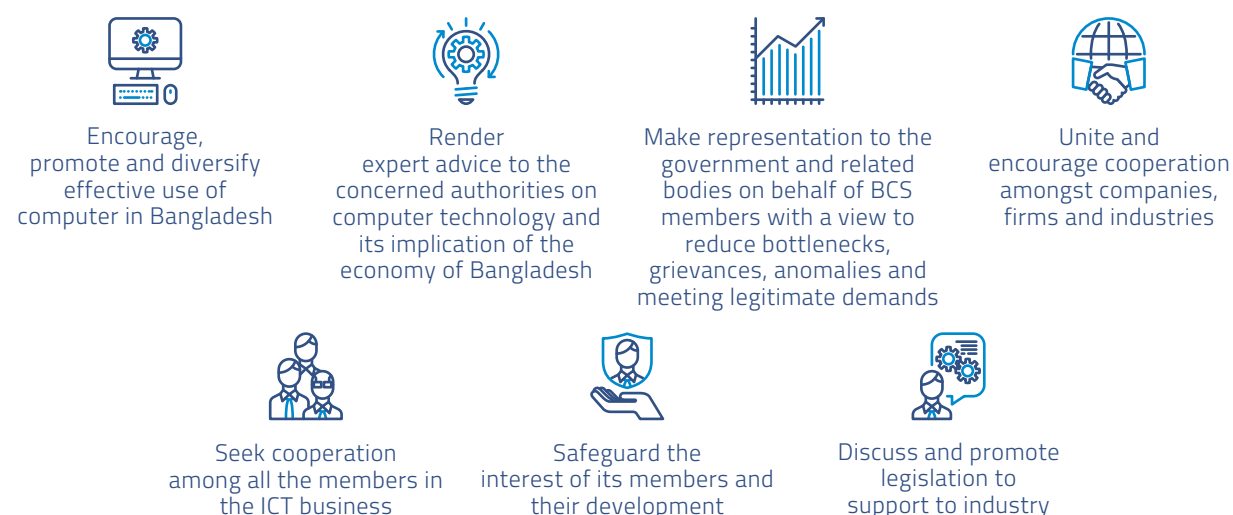 Encourage,
promote and diversify
effective use of
computer in Bangladesh
Render
expert advice to the
concerned authorities on
computer technology and
its implication of the
economy of Bangladesh
Make representation to the
government and related
bodies on behalf of BCS
members with a view to
reduce bottlenecks,
grievances, anomalies and
meeting legitimate demands
Unite and
encourage cooperation
amongst companies,
firms and industries
Seek cooperation
among all the members in
the ICT business
Safeguard the
interest of its members and
their development
Discuss and promote
legislation to
support to industry